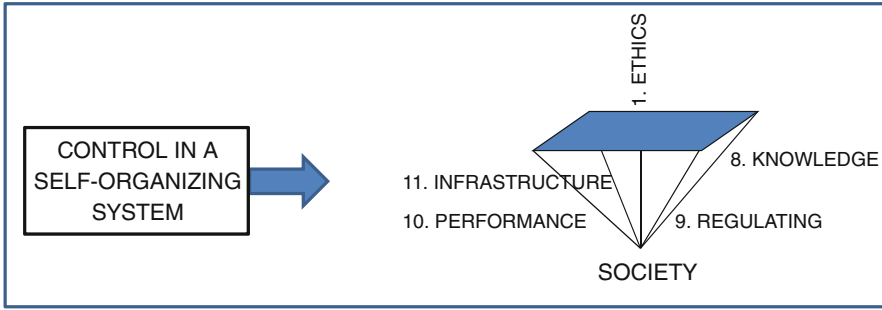 1. ETHICS
CONTROL IN A
SELF-ORGANIZING
SYSTEM
8. KNOWLEDGE
11. INFRASTRUCTURE
10. PERFORMANCE
9. REGULATING
SOCIETY